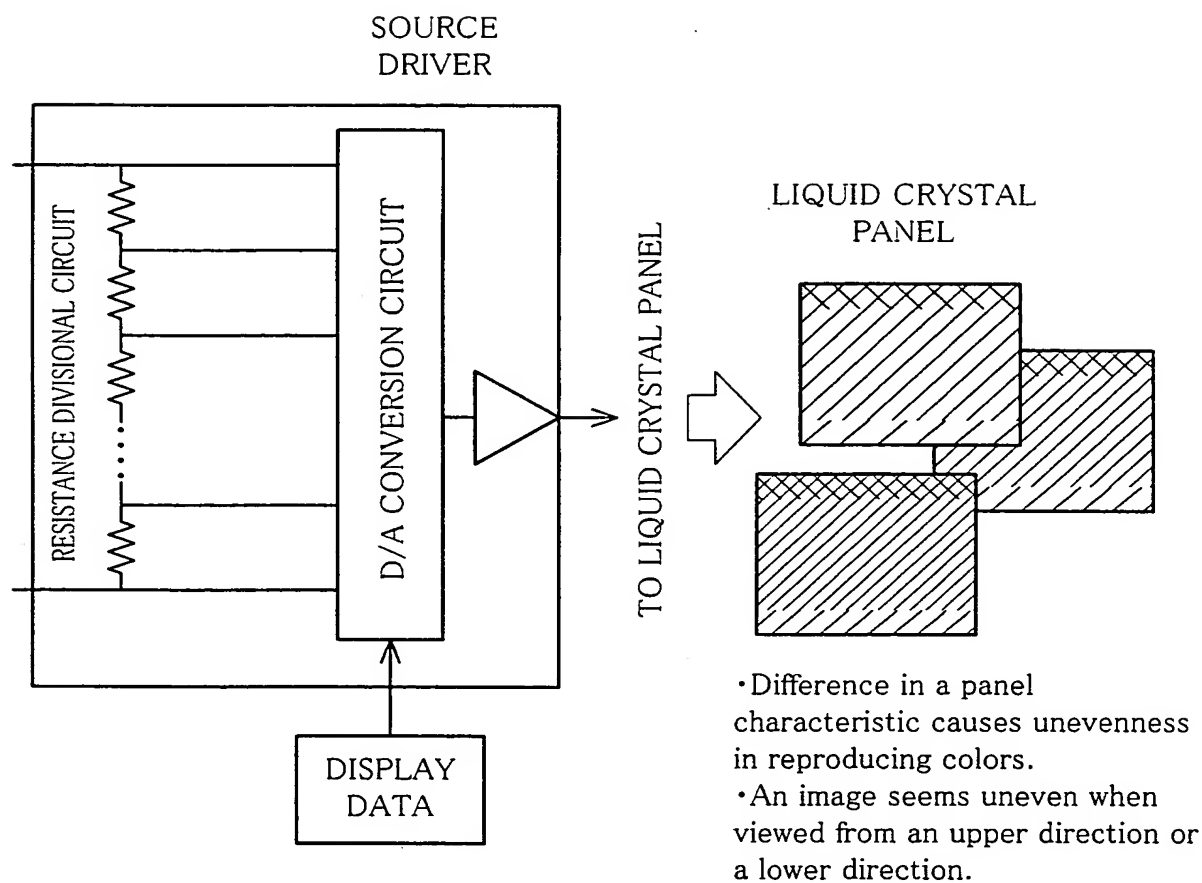 SOURCE
DRIVER
RESISTANCE DIVISIONAL CIRCUIT
D/A CONVERSION CIRCUIT
DISPLAY
DATA
TO LIQUID CRYSTAL PANEL
LIQUID CRYSTAL
PANEL
・Difference in a panel
characteristic causes unevenness
in reproducing colors.
・An image seems uneven when
viewed from an upper direction or
a lower direction.